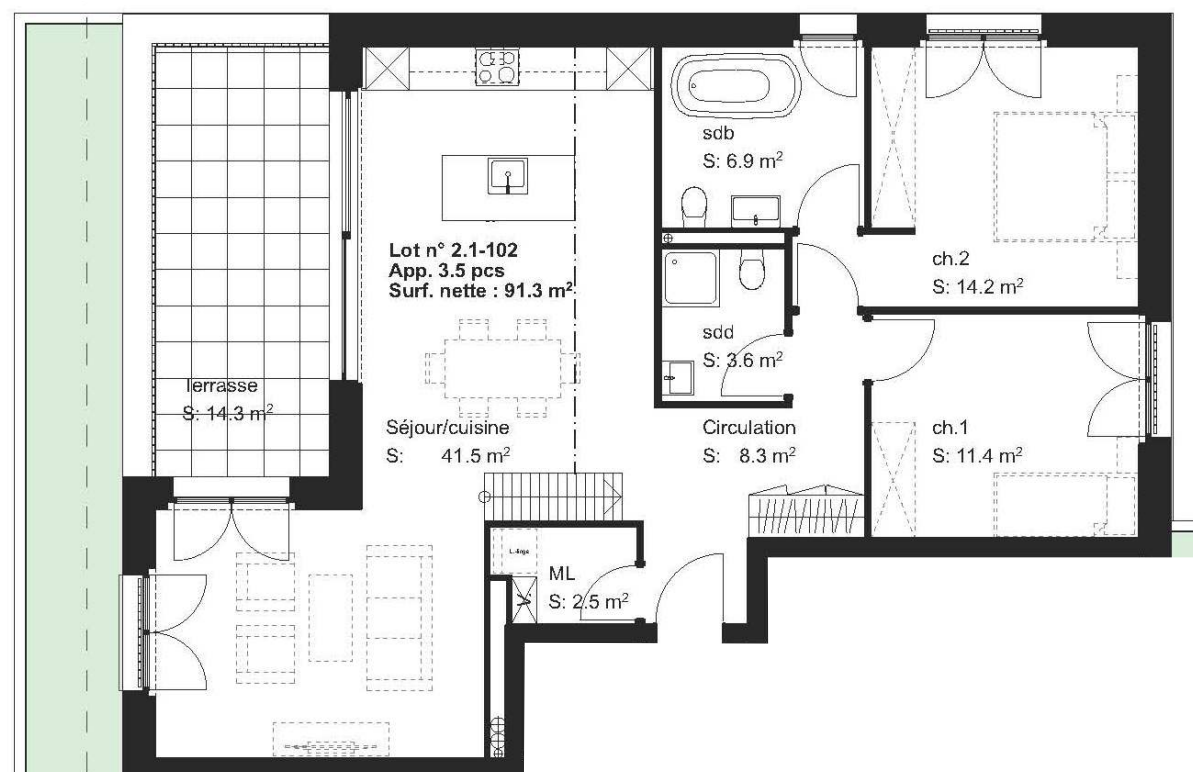 sdb
S: 6.9 m²
Lot n° 2.1-102
App. 3.5 pcs
Surf. nette : 91.3 m²
ch.2
S: 14.2 m²
sdd
S: 3.6 m²
Terrasse
S: 14.3 m²
Séjour/cuisine
S: 41.5 m²
Circulation
S: 8.3 m²
ch.1
S: 11.4 m²
ML
S: 2.5 m²